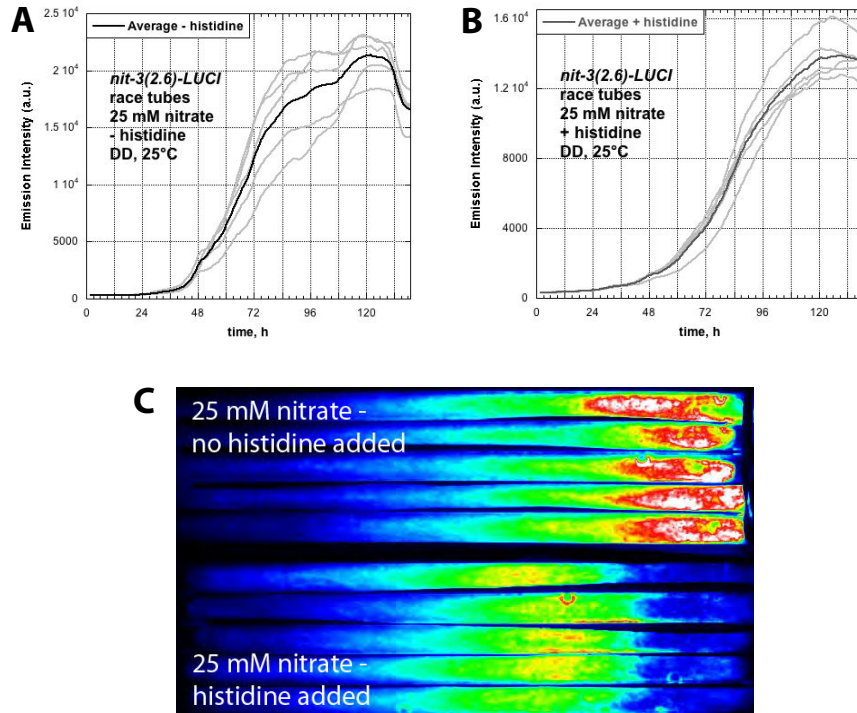 A
Average - histidine
nit-3(2.6)-LUCI
race tubes
25 mM nitrate
- histidine
DD, 25°C
Emission Intensity (a.u.)
2.5 10⁴
2 10⁴
1.5 10⁴
1 10⁴
5000
0
0 24 48 72 96 120
time, h
B
Average + histidine
nit-3(2.6)-LUCI
race tubes
25 mM nitrate
+ histidine
DD, 25°C
Emission Intensity (a.u.)
1.6 10⁴
1.2 10⁴
8000
4000
0
0 24 48 72 96 120
time, h
C
25 mM nitrate -
no histidine added
25 mM nitrate -
histidine added